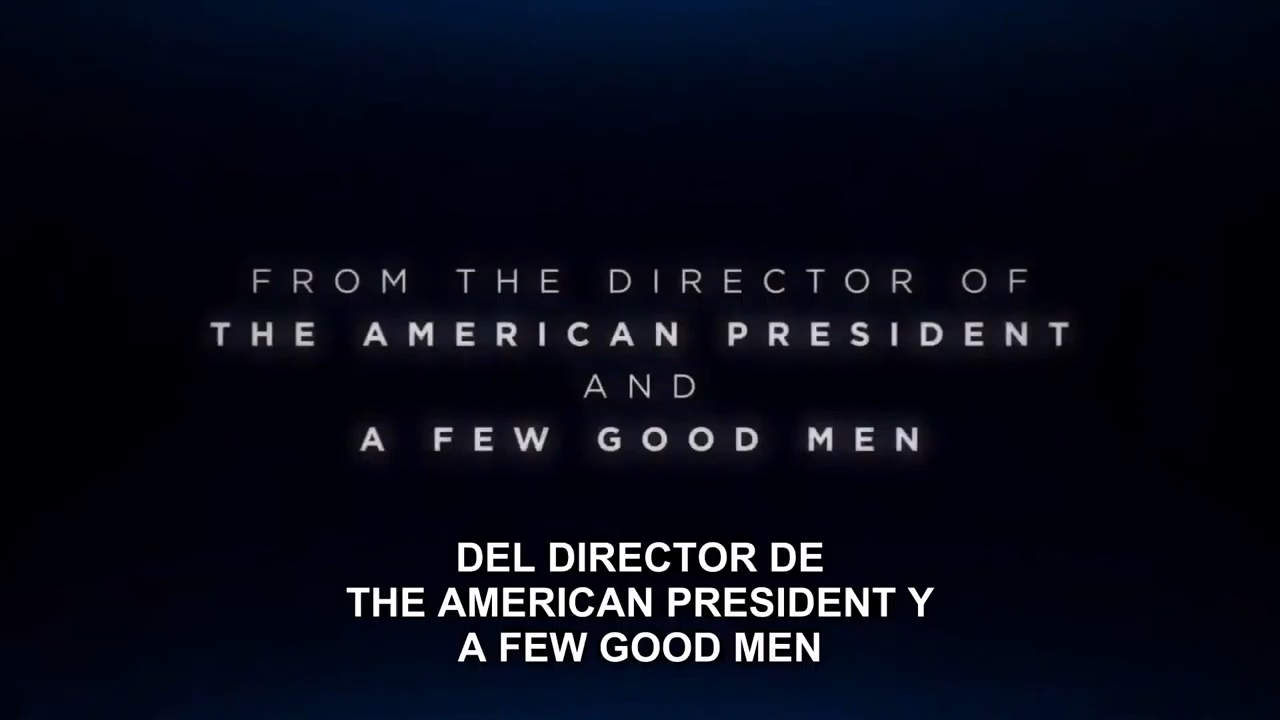 FROM THE DIRECTOR OF
THE AMERICAN PRESIDENT
AND
A FEW GOOD MEN
DEL DIRECTOR DE
THE AMERICAN PRESIDENT Y
A FEW GOOD MEN